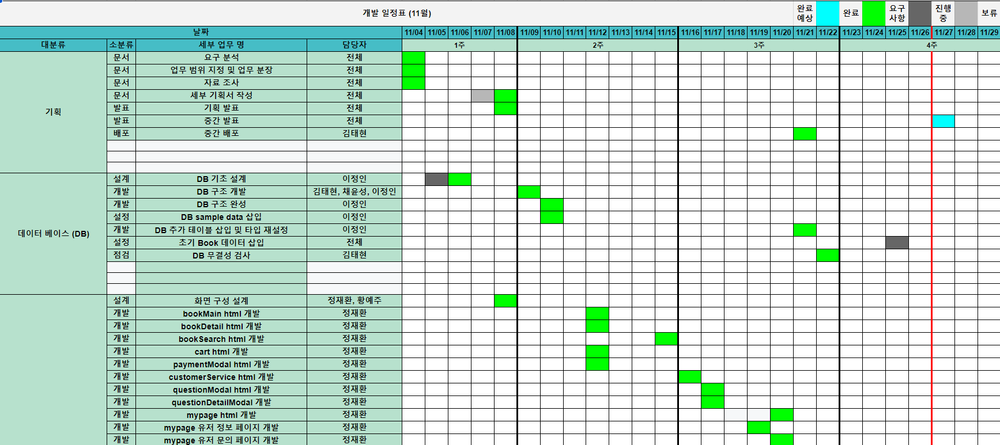 개발 일정표 (11월) 완료 예상 완료 요구 사항 진행 중 보류
날짜 11/04 11/05 11/06 11/07 11/08 11/09 11/10 11/11 11/12 11/13 11/14 11/15 11/16 11/17 11/18 11/19 11/20 11/21 11/22 11/23 11/24 11/25 11/26 11/27 11/28 11/29
대분류 소분류 세부 업무 명 담당자 1주 2주 3주 4주
기획
문서 요구 분석 전체
문서 업무 범위 지정 및 업무 분장 전체
문서 자료 조사 전체
문서 세부 기획서 작성 전체
발표 기획 발표 전체
발표 중간 발표 전체
배포 중간 배포 김태현
데이터 베이스 (DB)
설계 DB 기초 설계 이정인
개발 DB 구조 개발 김태현, 채윤성, 이정인
개발 DB 구조 완성 이정인
설정 DB sample data 삽입 이정인
개발 DB 추가 테이블 삽입 및 타입 재설정 이정인
설정 초기 Book 데이터 삽입 전체
점검 DB 무결성 검사 김태현
설계 화면 구성 설계 정재환, 황예주
개발 bookMain html 개발 정재환
개발 bookDetail html 개발 정재환
개발 bookSearch html 개발 정재환
개발 cart html 개발 정재환
개발 paymentModal html 개발 정재환
개발 customerService html 개발 정재환
개발 questionModal html 개발 정재환
개발 questionDetailModal 개발 정재환
개발 mypage html 개발 정재환
개발 mypage 유저 정보 페이지 개발 정재환
개발 mypage 유저 문의 페이지 개발 정재환